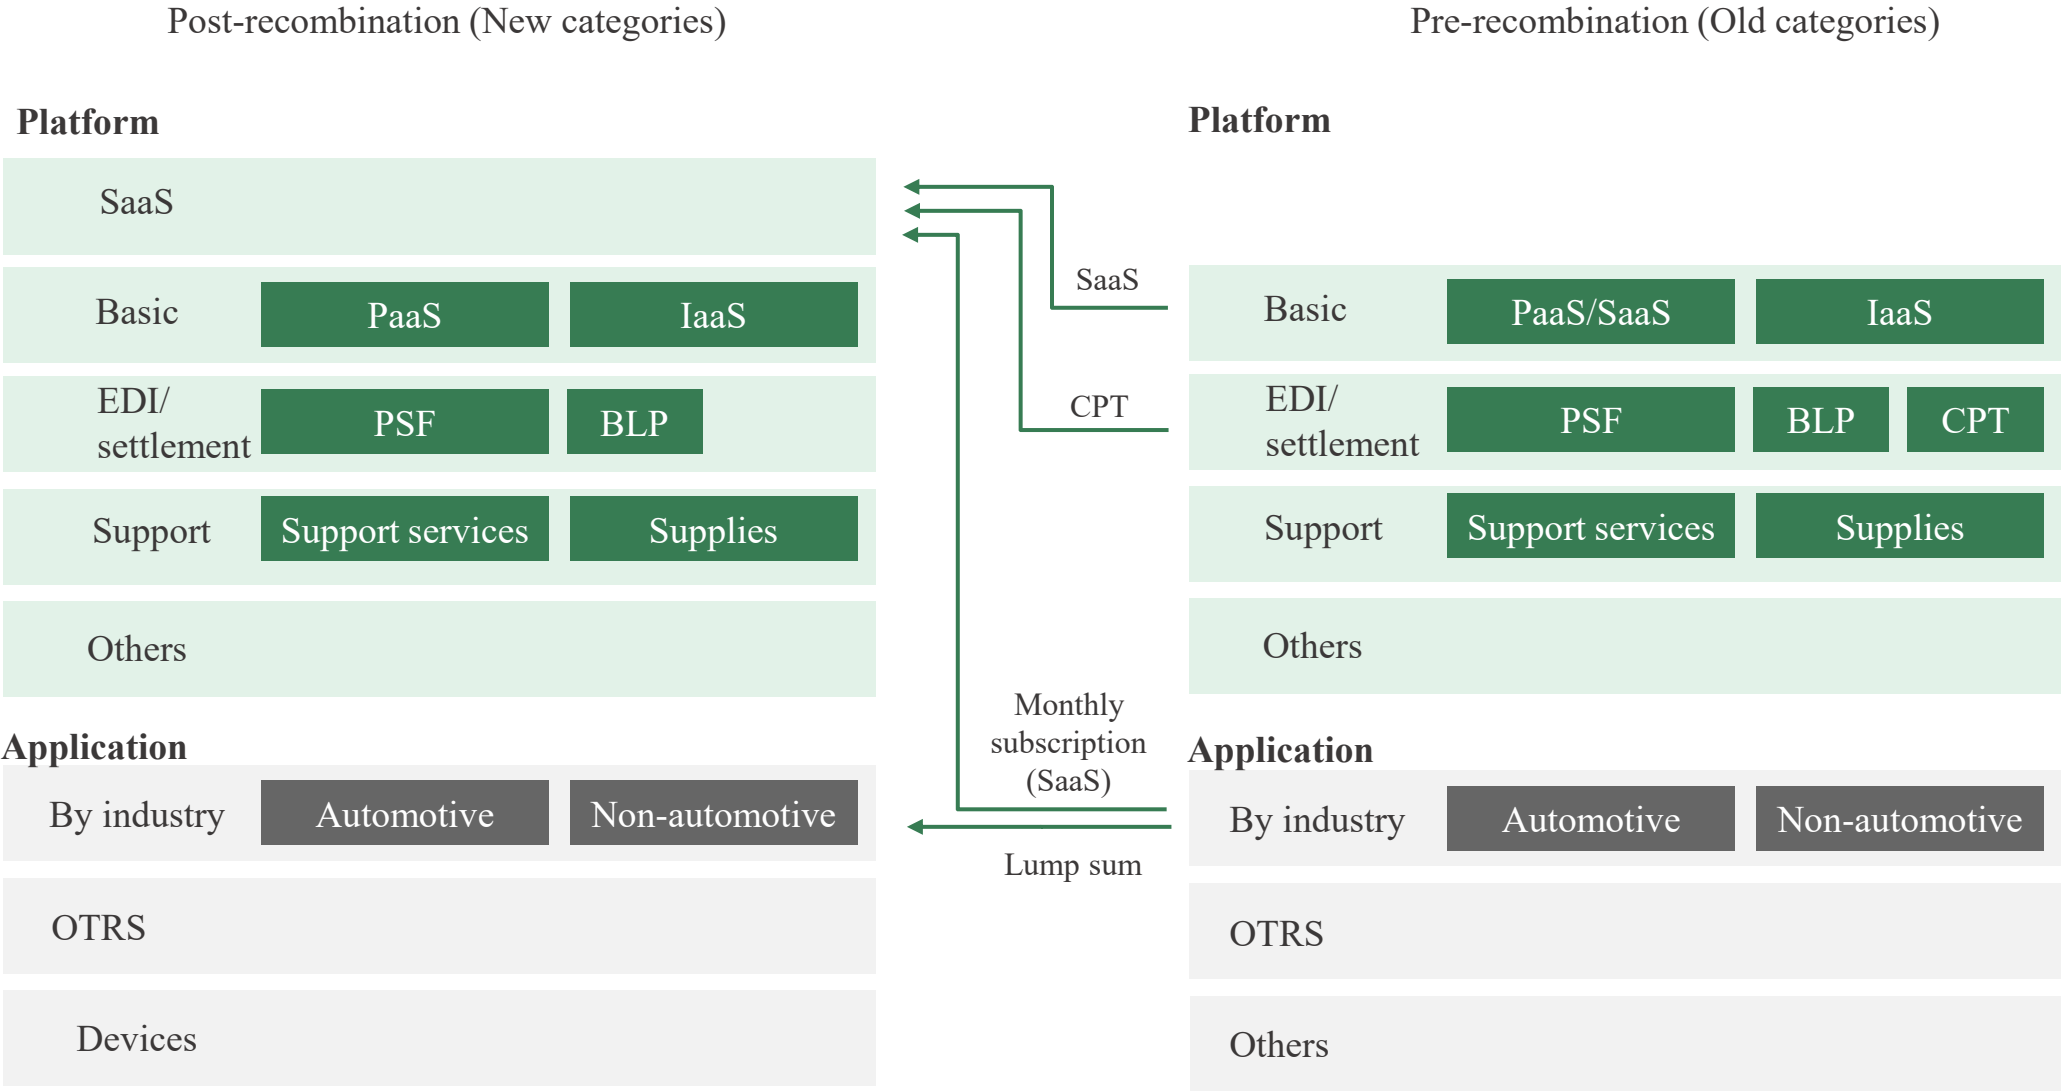 Post-recombination (New categories)
Platform
SaaS
Basic
PaaS
IaaS
EDI/
settlement
PSF
BLP
Support
Support services
Supplies
Others
Application
By industry
Automotive
Non-automotive
OTRS
Devices
SaaS
CPT
Monthly
subscription
(SaaS)
Lump sum
Pre-recombination (Old categories)
Platform
Basic
PaaS/SaaS
IaaS
EDI/
settlement
PSF
BLP
CPT
Support
Support services
Supplies
Others
Application
By industry
Automotive
Non-automotive
OTRS
Others